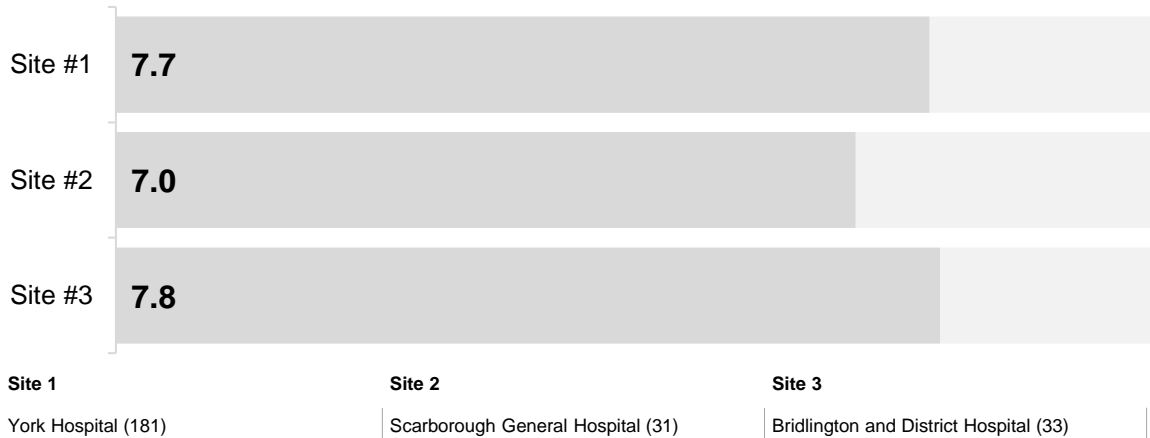 Site #1 7.7
Site #2 7.0
Site #3 7.8
Site 1 Site 2 Site 3
York Hospital (181) Scarborough General Hospital (31) Bridlington and District Hospital (33)